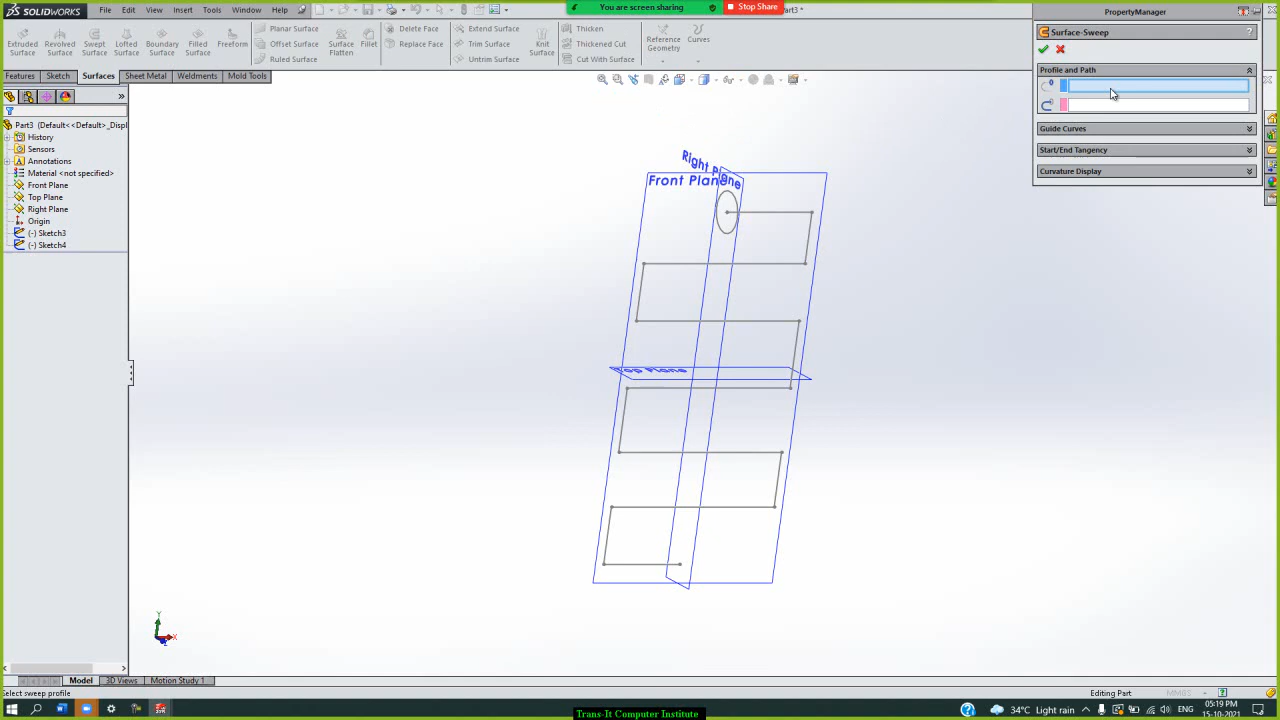 SOLIDWORKS File Edit View Insert Tools Window Help
You are screen sharing Stop Share
Part3 *
Extruded Surface
Revolved Surface
Swept Surface
Lofted Surface
Boundary Surface
Filled Surface
Freeform
Planar Surface
Offset Surface
Ruled Surface
Surface Flatten
Fillet
Delete Face
Replace Face
Extend Surface
Trim Surface
Untrim Surface
Knit Surface
Thicken
Thickened Cut
Cut With Surface
Reference Geometry
Curves
Features Sketch Surfaces Sheet Metal Weldments Mold Tools
Part3 (Default<<Default>_Displ
History
Sensors
Annotations
Material <not specified>
Front Plane
Top Plane
Right Plane
Origin
(-) Sketch3
(-) Sketch4
Right Plane
Front Plane
Top Plane
Y
X
Z
PropertyManager
Surface-Sweep ?
Profile and Path
Guide Curves
Start/End Tangency
Curvature Display
Model 3D Views Motion Study 1
Select sweep profile
Editing Part MMGS
34°C Light rain ENG 05:19 PM
15-10-2021
Trans-It Computer Institute